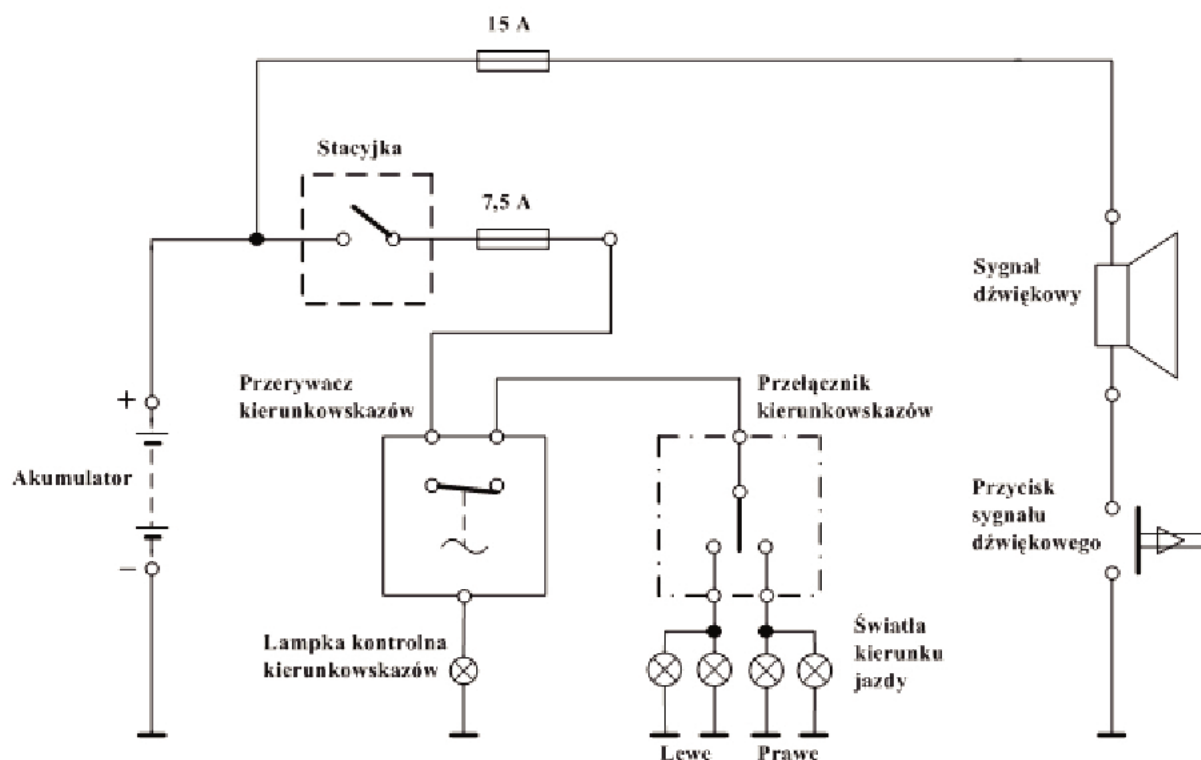 15 A
Stacyjka
7,5 A
Sygnał
dźwiękowy
Przerywacz
kierunkowskazów
Przełącznik
kierunkowskazów
+
Akumulator
–
Przycisk
sygnału
dźwiękowego
Lampka kontrolna
kierunkowskazów
Światła
kierunku
jazdy
Lewe
Prawe